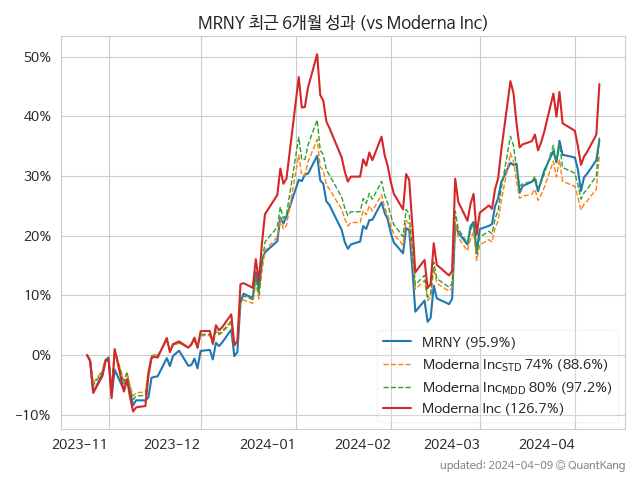 MRNY 최근 6개월 성과 (vs Moderna Inc)
50%
40%
30%
20%
10%
0%
−10%
MRNY (95.9%)
Moderna Inc_STD 74% (88.6%)
Moderna Inc_MDD 80% (97.2%)
Moderna Inc (126.7%)
2023-11 2023-12 2024-01 2024-02 2024-03 2024-04
updated: 2024-04-09 © QuantKang